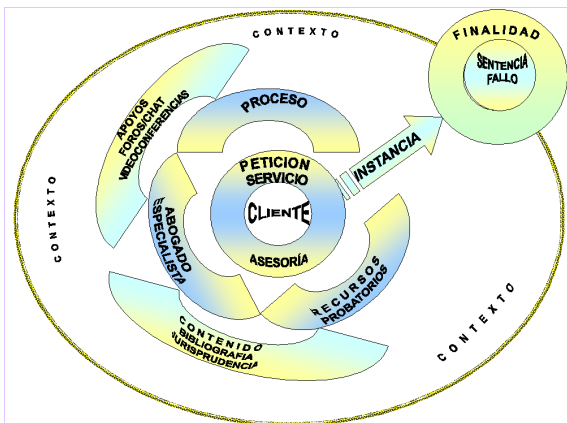 CONTEXTO
FINALIDAD
SENTENCIA
FALLO
APOYOS
FOROS/CHAT
VIDEOCONFERENCIAS
PROCESO
INSTANCIA
PETICION
SERVICIO
CLIENTE
ASESORÍA
CONTEXTO
ABOGADO
ESPECIALISTA
RECURSOS
PROBATORIOS
CONTENIDO
BIBLIOGRAFIA
JURISPRUDENCIA
CONTEXTO